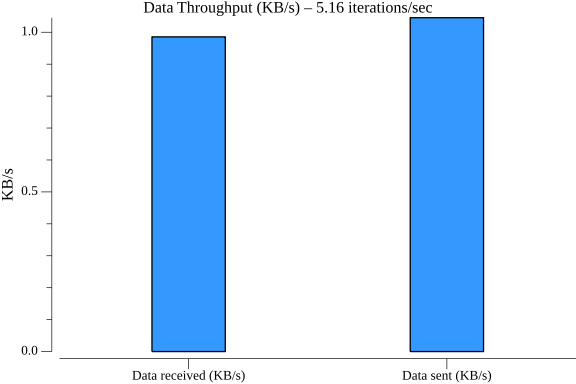 Data Throughput (KB/s) – 5.16 iterations/sec
KB/s
1.0
0.5
0.0
Data received (KB/s)
Data sent (KB/s)